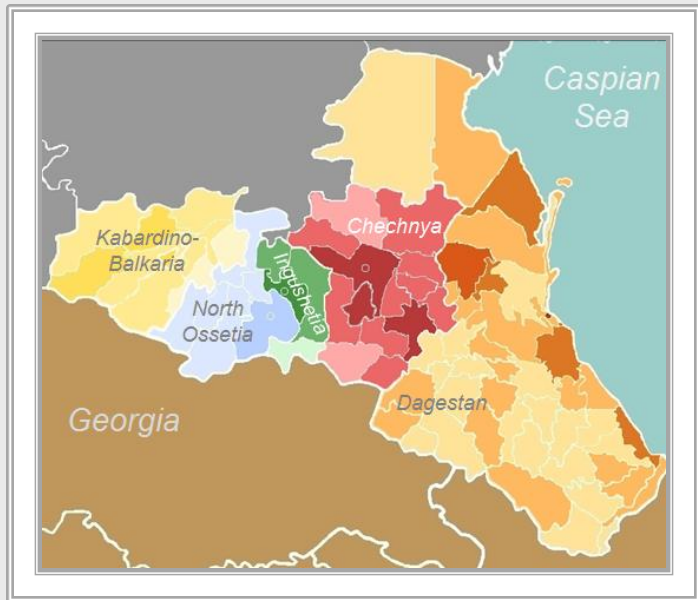 Caspian
Sea
Chechnya
Kabardino-
Balkaria
Ingushetia
North
Ossetia
Dagestan
Georgia